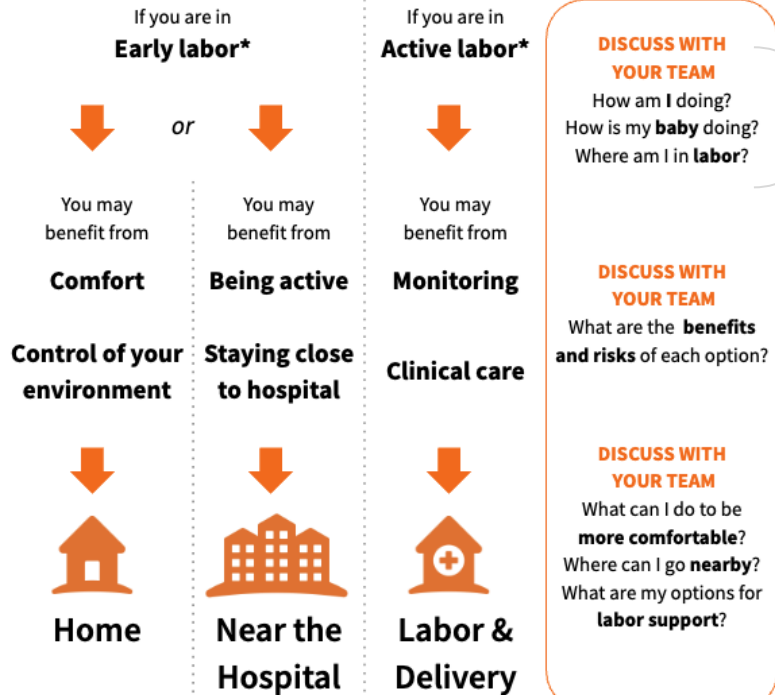 If you are in
Early labor*
or
You may
benefit from
Comfort
Control of your
environment
Home
You may
benefit from
Being active
Staying close
to hospital
Near the
Hospital
If you are in
Active labor*
You may
benefit from
Monitoring
Clinical care
Labor &
Delivery
DISCUSS WITH
YOUR TEAM
How am I doing?
How is my baby doing?
Where am I in labor?
DISCUSS WITH
YOUR TEAM
What are the benefits
and risks of each option?
DISCUSS WITH
YOUR TEAM
What can I do to be
more comfortable?
Where can I go nearby?
What are my options for
labor support?